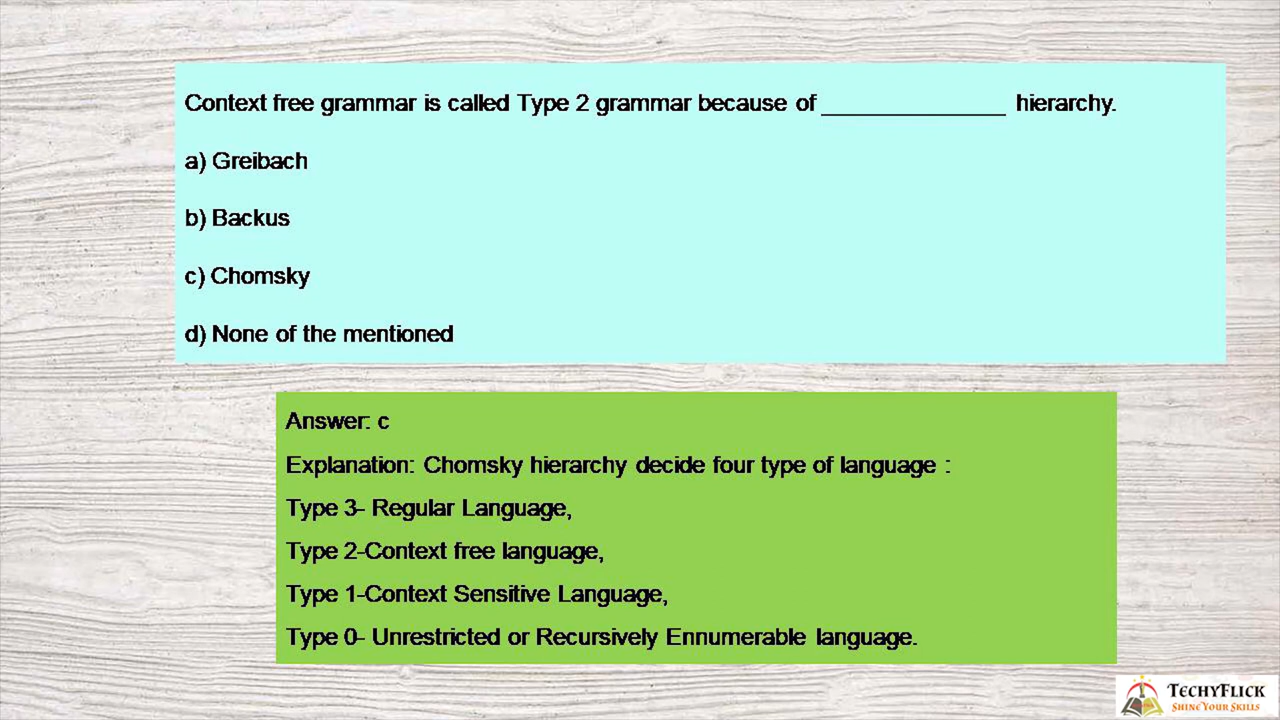 Context free grammar is called Type 2 grammar because of ______________ hierarchy.
a) Greibach
b) Backus
c) Chomsky
d) None of the mentioned
Answer: c
Explanation: Chomsky hierarchy decide four type of language :
Type 3- Regular Language,
Type 2-Context free language,
Type 1-Context Sensitive Language,
Type 0- Unrestricted or Recursively Ennumerable language.
TECHYFLICK
SHINE YOUR SKILLS